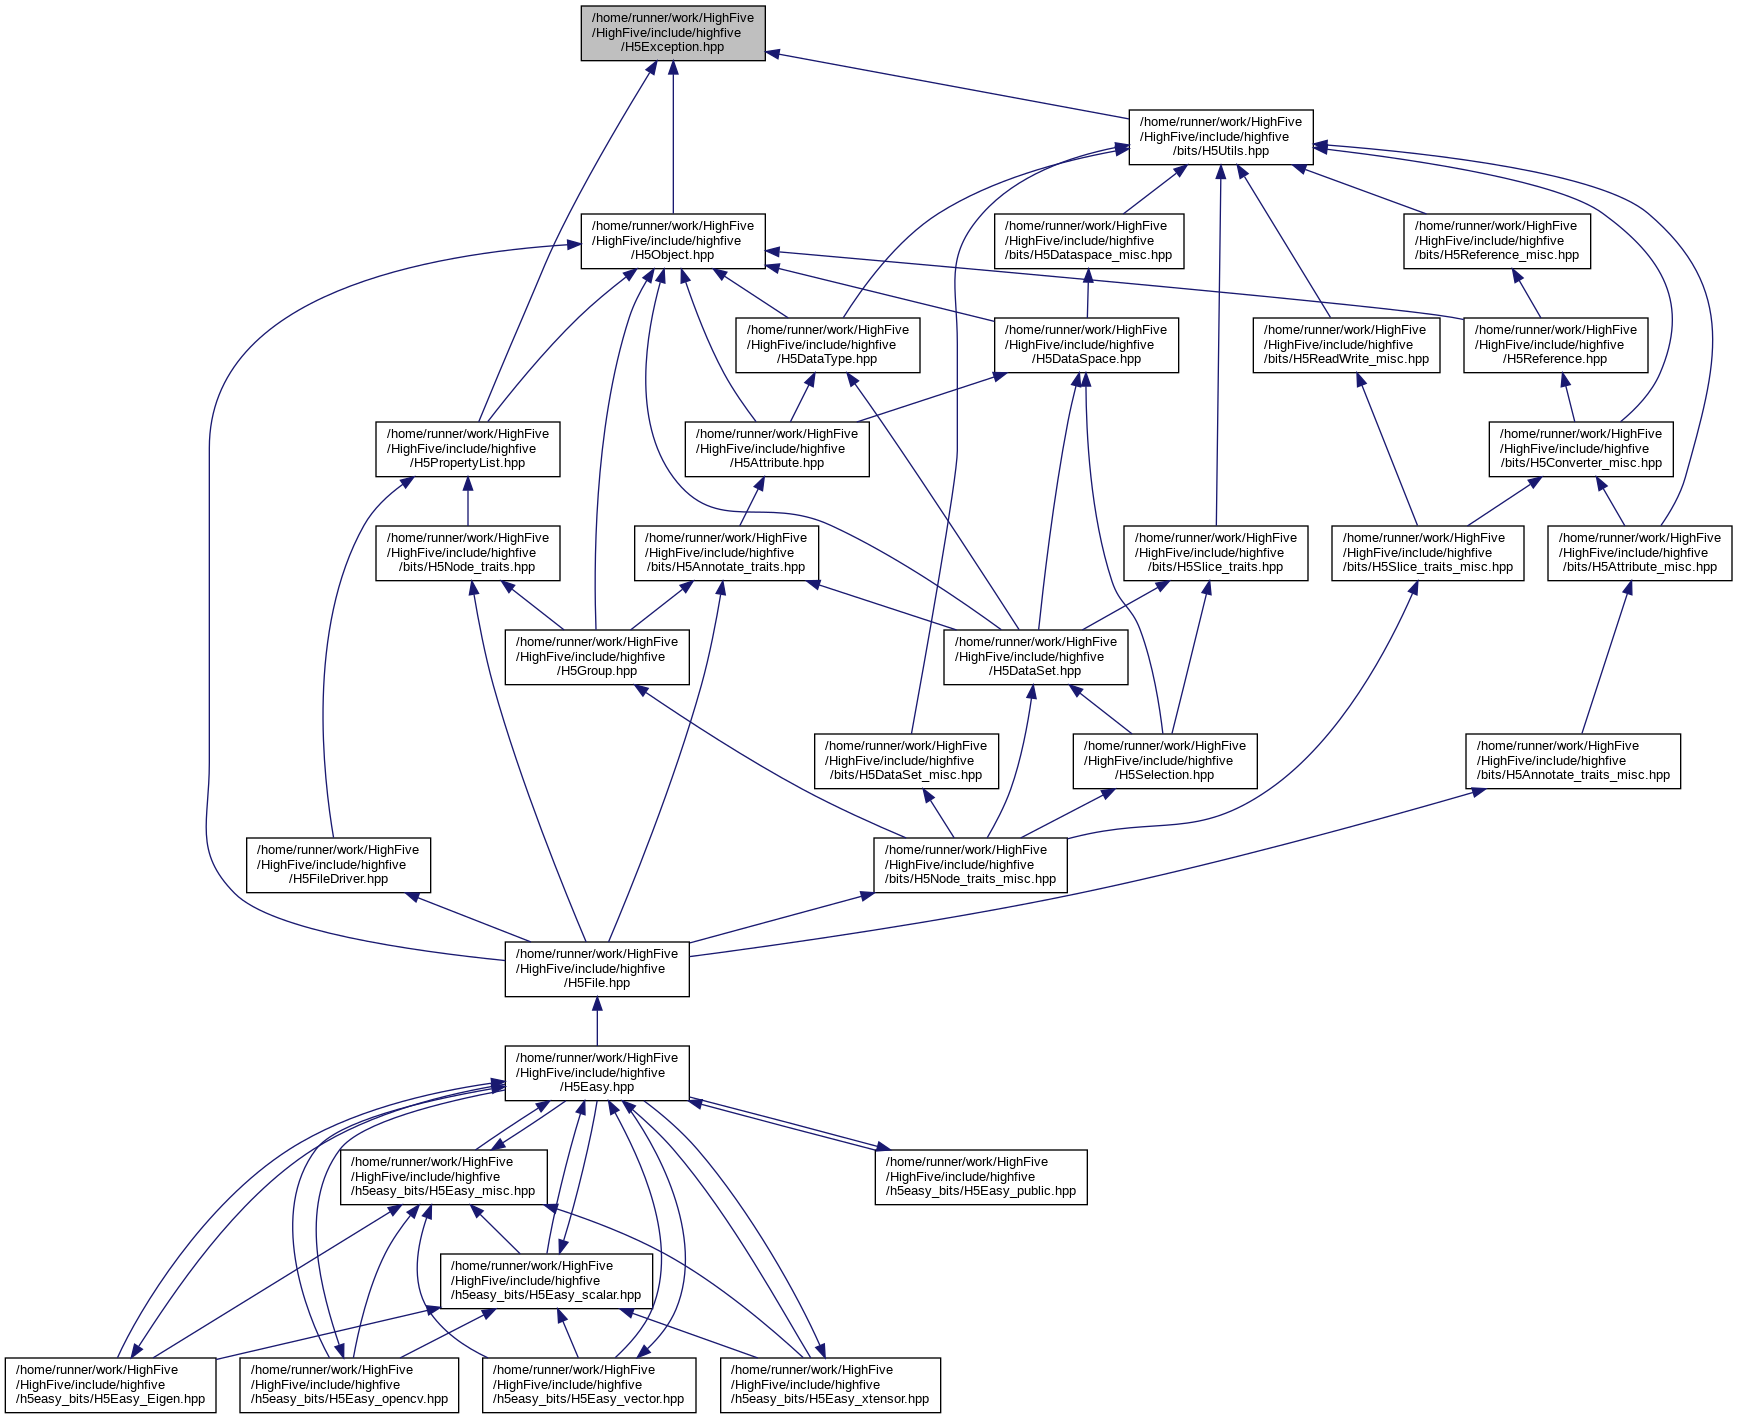 /home/runner/work/HighFive
/HighFive/include/highfive
/H5Exception.hpp
/home/runner/work/HighFive
/HighFive/include/highfive
/bits/H5Utils.hpp
/home/runner/work/HighFive
/HighFive/include/highfive
/H5Object.hpp
/home/runner/work/HighFive
/HighFive/include/highfive
/bits/H5Dataspace_misc.hpp
/home/runner/work/HighFive
/HighFive/include/highfive
/bits/H5Reference_misc.hpp
/home/runner/work/HighFive
/HighFive/include/highfive
/H5DataType.hpp
/home/runner/work/HighFive
/HighFive/include/highfive
/H5DataSpace.hpp
/home/runner/work/HighFive
/HighFive/include/highfive
/bits/H5ReadWrite_misc.hpp
/home/runner/work/HighFive
/HighFive/include/highfive
/H5Reference.hpp
/home/runner/work/HighFive
/HighFive/include/highfive
/H5PropertyList.hpp
/home/runner/work/HighFive
/HighFive/include/highfive
/H5Attribute.hpp
/home/runner/work/HighFive
/HighFive/include/highfive
/bits/H5Converter_misc.hpp
/home/runner/work/HighFive
/HighFive/include/highfive
/bits/H5Node_traits.hpp
/home/runner/work/HighFive
/HighFive/include/highfive
/bits/H5Annotate_traits.hpp
/home/runner/work/HighFive
/HighFive/include/highfive
/bits/H5Slice_traits.hpp
/home/runner/work/HighFive
/HighFive/include/highfive
/bits/H5Slice_traits_misc.hpp
/home/runner/work/HighFive
/HighFive/include/highfive
/bits/H5Attribute_misc.hpp
/home/runner/work/HighFive
/HighFive/include/highfive
/H5Group.hpp
/home/runner/work/HighFive
/HighFive/include/highfive
/H5DataSet.hpp
/home/runner/work/HighFive
/HighFive/include/highfive
/bits/H5DataSet_misc.hpp
/home/runner/work/HighFive
/HighFive/include/highfive
/H5Selection.hpp
/home/runner/work/HighFive
/HighFive/include/highfive
/bits/H5Annotate_traits_misc.hpp
/home/runner/work/HighFive
/HighFive/include/highfive
/H5FileDriver.hpp
/home/runner/work/HighFive
/HighFive/include/highfive
/bits/H5Node_traits_misc.hpp
/home/runner/work/HighFive
/HighFive/include/highfive
/H5File.hpp
/home/runner/work/HighFive
/HighFive/include/highfive
/H5Easy.hpp
/home/runner/work/HighFive
/HighFive/include/highfive
/h5easy_bits/H5Easy_misc.hpp
/home/runner/work/HighFive
/HighFive/include/highfive
/h5easy_bits/H5Easy_public.hpp
/home/runner/work/HighFive
/HighFive/include/highfive
/h5easy_bits/H5Easy_scalar.hpp
/home/runner/work/HighFive
/HighFive/include/highfive
/h5easy_bits/H5Easy_Eigen.hpp
/home/runner/work/HighFive
/HighFive/include/highfive
/h5easy_bits/H5Easy_opencv.hpp
/home/runner/work/HighFive
/HighFive/include/highfive
/h5easy_bits/H5Easy_vector.hpp
/home/runner/work/HighFive
/HighFive/include/highfive
/h5easy_bits/H5Easy_xtensor.hpp